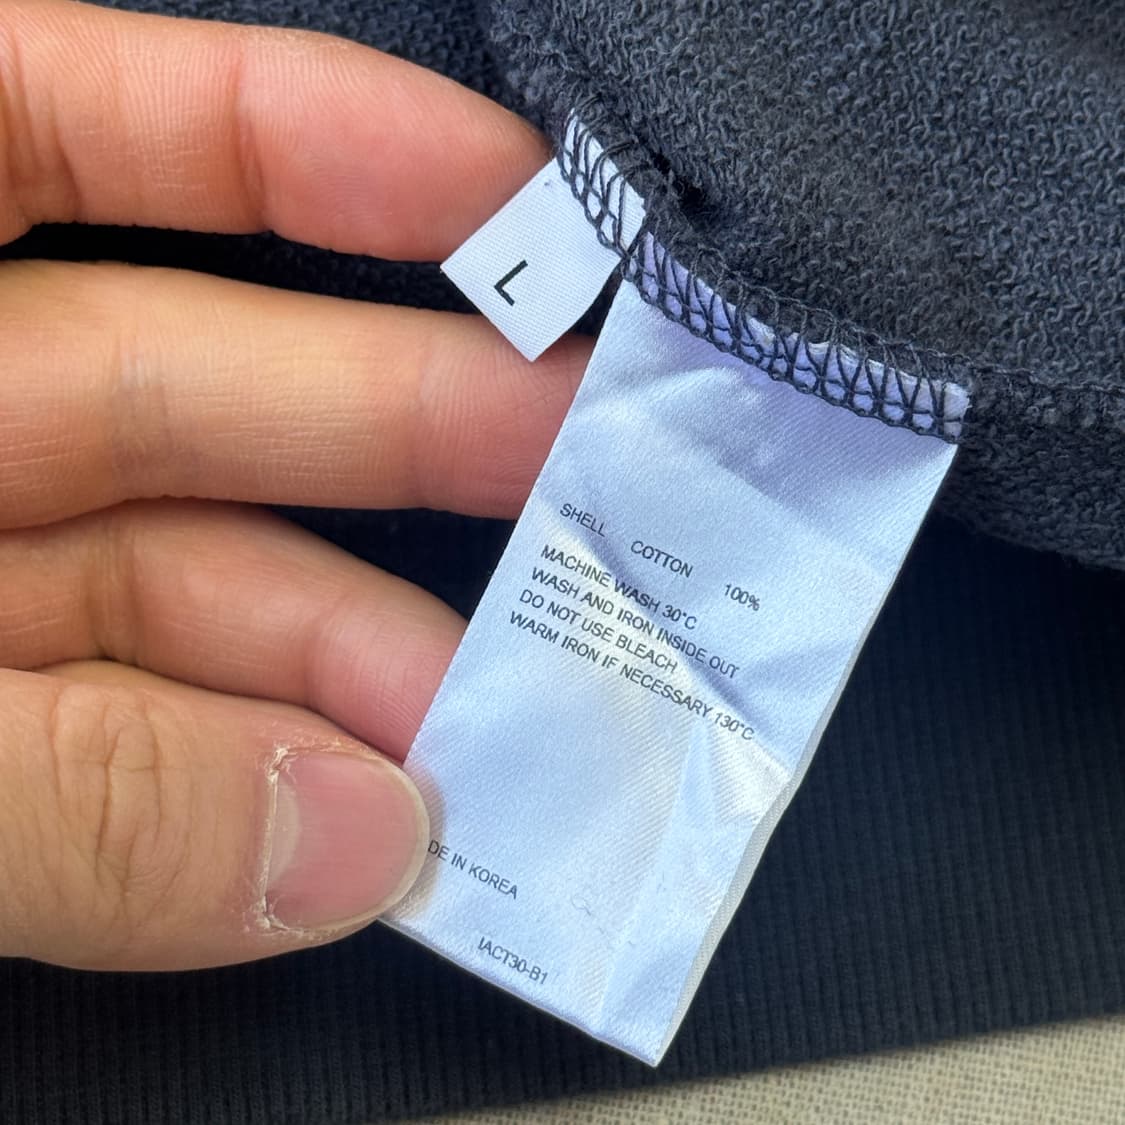 L
SHELL COTTON 100%
MACHINE WASH 30°C
WASH AND IRON INSIDE OUT
DO NOT USE BLEACH
WARM IRON IF NECESSARY 130°C
DE IN KOREA
IACT30-B1